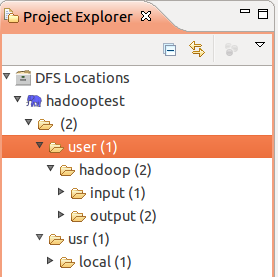 Project Explorer
DFS Locations
hadooptest
(2)
user (1)
hadoop (2)
input (1)
output (2)
usr (1)
local (1)